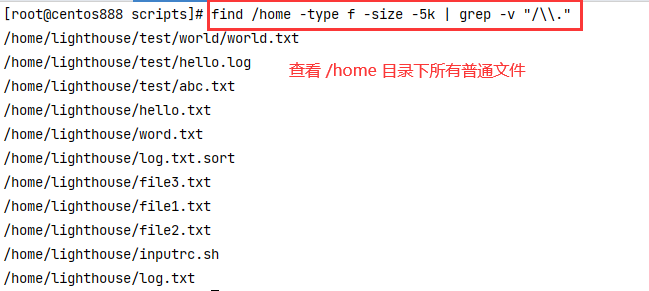 [root@centos888 scripts]# find /home -type f -size -5k | grep -v "/\\."
/home/lighthouse/test/world/world.txt
/home/lighthouse/test/hello.log
查看 /home 目录下所有普通文件
/home/lighthouse/test/abc.txt
/home/lighthouse/hello.txt
/home/lighthouse/word.txt
/home/lighthouse/log.txt.sort
/home/lighthouse/file3.txt
/home/lighthouse/file1.txt
/home/lighthouse/file2.txt
/home/lighthouse/inputrc.sh
/home/lighthouse/log.txt